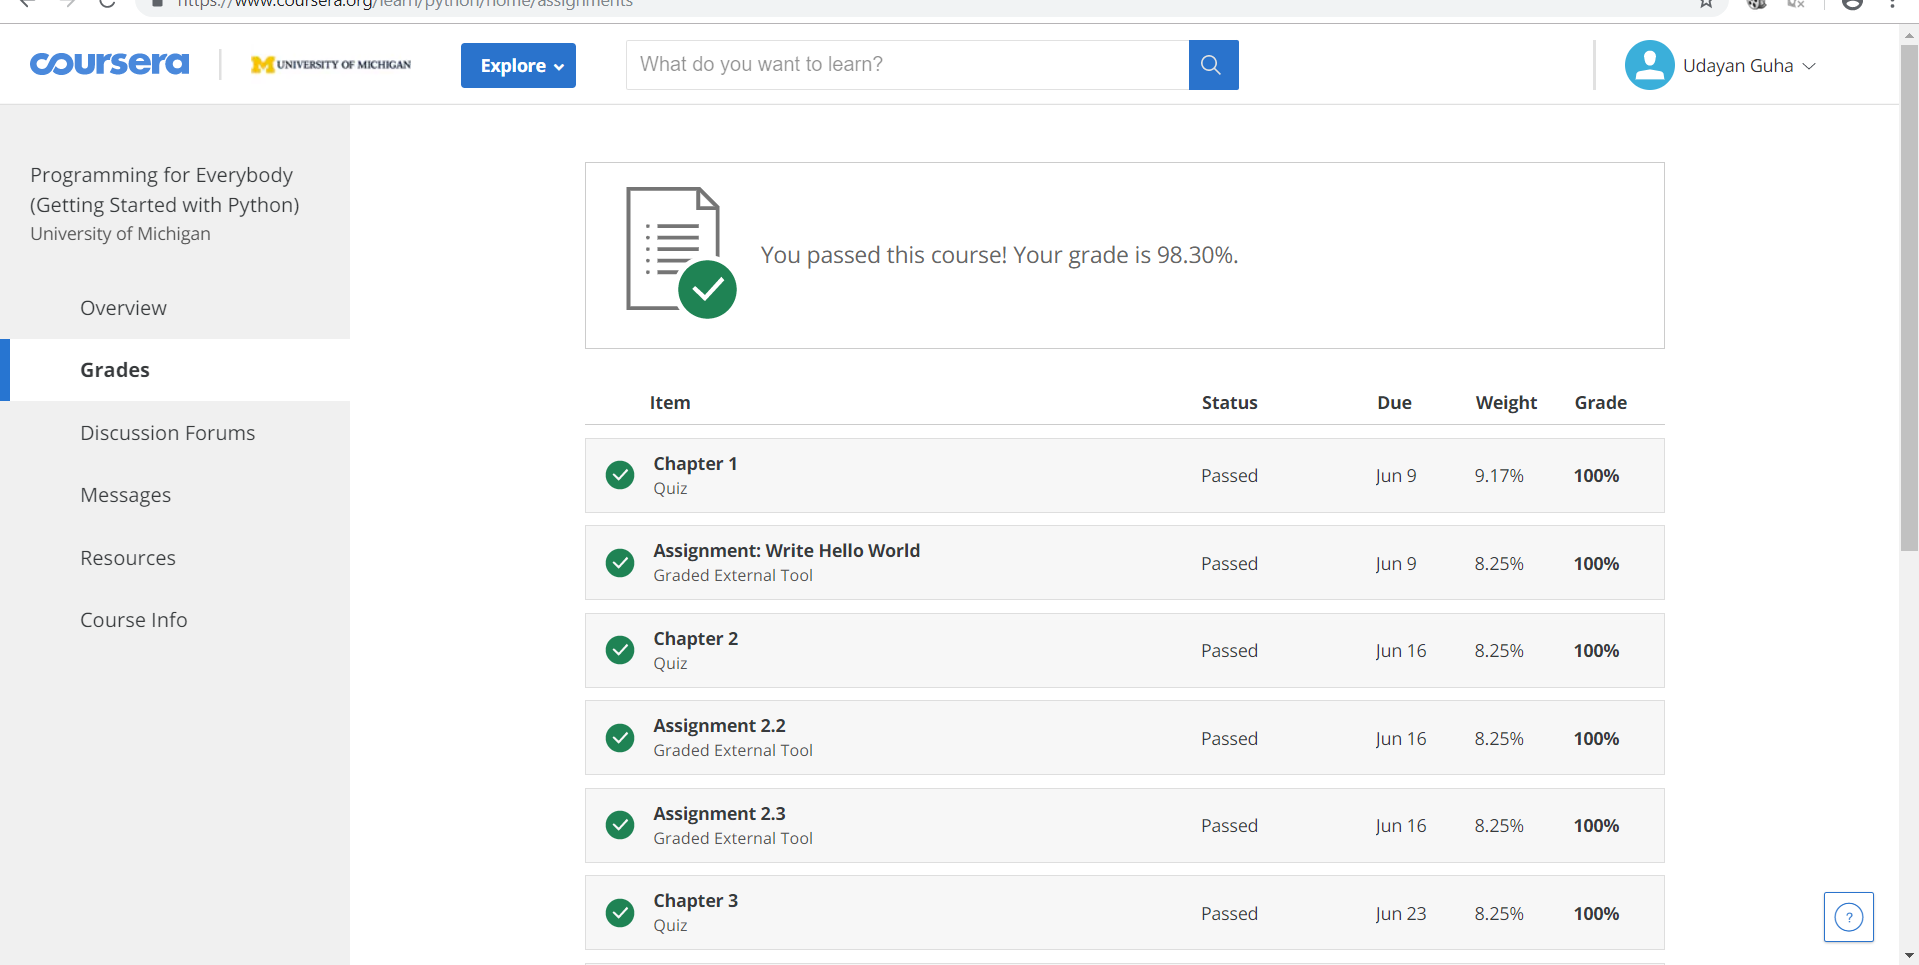 https://www.coursera.org/learn/python/home/assignments
coursera
M UNIVERSITY OF MICHIGAN
Explore
What do you want to learn?
Udayan Guha
Programming for Everybody
(Getting Started with Python)
University of Michigan
Overview
Grades
Discussion Forums
Messages
Resources
Course Info
You passed this course! Your grade is 98.30%.
Item Status Due Weight Grade
Chapter 1
Quiz
Passed Jun 9 9.17% 100%
Assignment: Write Hello World
Graded External Tool
Passed Jun 9 8.25% 100%
Chapter 2
Quiz
Passed Jun 16 8.25% 100%
Assignment 2.2
Graded External Tool
Passed Jun 16 8.25% 100%
Assignment 2.3
Graded External Tool
Passed Jun 16 8.25% 100%
Chapter 3
Quiz
Passed Jun 23 8.25% 100%
?